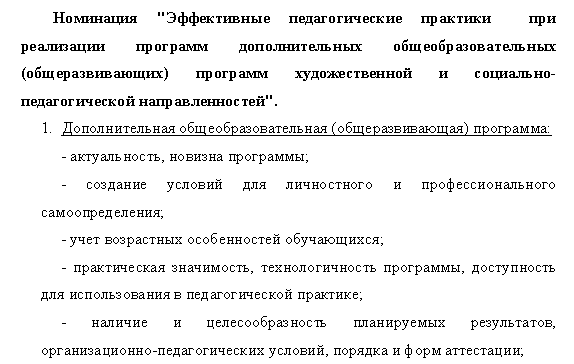 Номинация "Эффективные педагогические практики при
реализации программ дополнительных общеобразовательных
(общеразвивающих) программ художественной и социально-
педагогической направленностей".
1. Дополнительная общеобразовательная (общеразвивающая) программа:
- актуальность, новизна программы;
- создание условий для личностного и профессионального
самоопределения;
- учет возрастных особенностей обучающихся;
- практическая значимость, технологичность программы, доступность
для использования в педагогической практике;
- наличие и целесообразность планируемых результатов,
организационно-педагогических условий, порядка и форм аттестации;